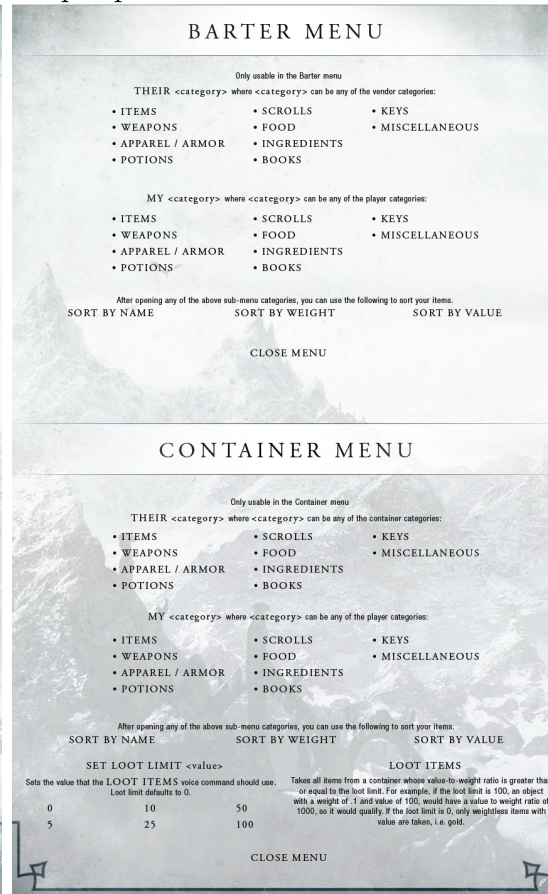 BARTER MENU
Only usable in the Barter menu
THEIR <category> where <category> can be any of the vendor categories:
• ITEMS • SCROLLS • KEYS
• WEAPONS • FOOD • MISCELLANEOUS
• APPAREL / ARMOR • INGREDIENTS
• POTIONS • BOOKS
MY <category> where <category> can be any of the player categories:
• ITEMS • SCROLLS • KEYS
• WEAPONS • FOOD • MISCELLANEOUS
• APPAREL / ARMOR • INGREDIENTS
• POTIONS • BOOKS
After opening any of the above sub-menu categories, you can use the following to sort your items.
SORT BY NAME SORT BY WEIGHT SORT BY VALUE
CLOSE MENU
CONTAINER MENU
Only usable in the Container menu
THEIR <category> where <category> can be any of the container categories:
• ITEMS • SCROLLS • KEYS
• WEAPONS • FOOD • MISCELLANEOUS
• APPAREL / ARMOR • INGREDIENTS
• POTIONS • BOOKS
MY <category> where <category> can be any of the player categories:
• ITEMS • SCROLLS • KEYS
• WEAPONS • FOOD • MISCELLANEOUS
• APPAREL / ARMOR • INGREDIENTS
• POTIONS • BOOKS
After opening any of the above sub-menu categories, you can use the following to sort your items.
SORT BY NAME SORT BY WEIGHT SORT BY VALUE
SET LOOT LIMIT <value>
Sets the value that the LOOT ITEMS voice command should use.
Loot limit defaults to 0.
0 10 50
5 25 100
LOOT ITEMS
Takes all items from a container whose value-to-weight ratio is greater than
or equal to the loot limit. For example, if the loot limit is 100, an object
with a weight of .1 and value of 100, would have a value to weight ratio of
1000, so it would qualify. If the loot limit is 0, only weightless items with
value are taken, i.e. gold.
CLOSE MENU